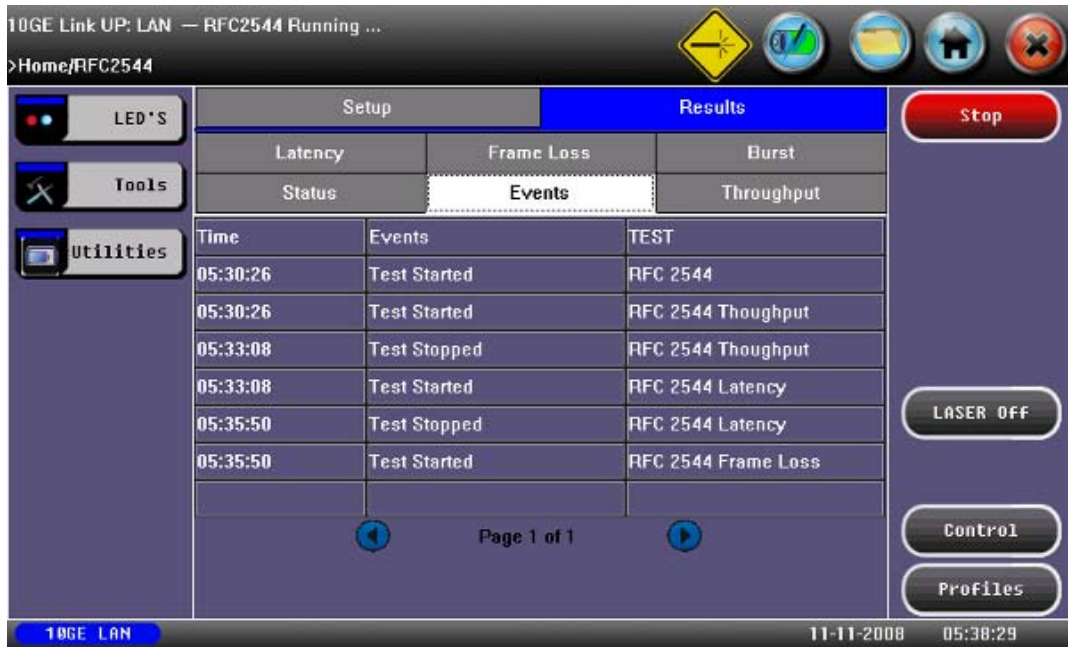 10GE Link UP: LAN — RFC2544 Running ...
>Home/RFC2544
LED'S
Tools
Utilities
Setup Results
Latency Frame Loss Burst
Status Events Throughput
Time Events TEST
05:30:26 Test Started RFC 2544
05:30:26 Test Started RFC 2544 Thoughput
05:33:08 Test Stopped RFC 2544 Thoughput
05:33:08 Test Started RFC 2544 Latency
05:35:50 Test Stopped RFC 2544 Latency
05:35:50 Test Started RFC 2544 Frame Loss
Page 1 of 1
Stop
LASER Off
Control
Profiles
10GE LAN 11-11-2008 05:38:29